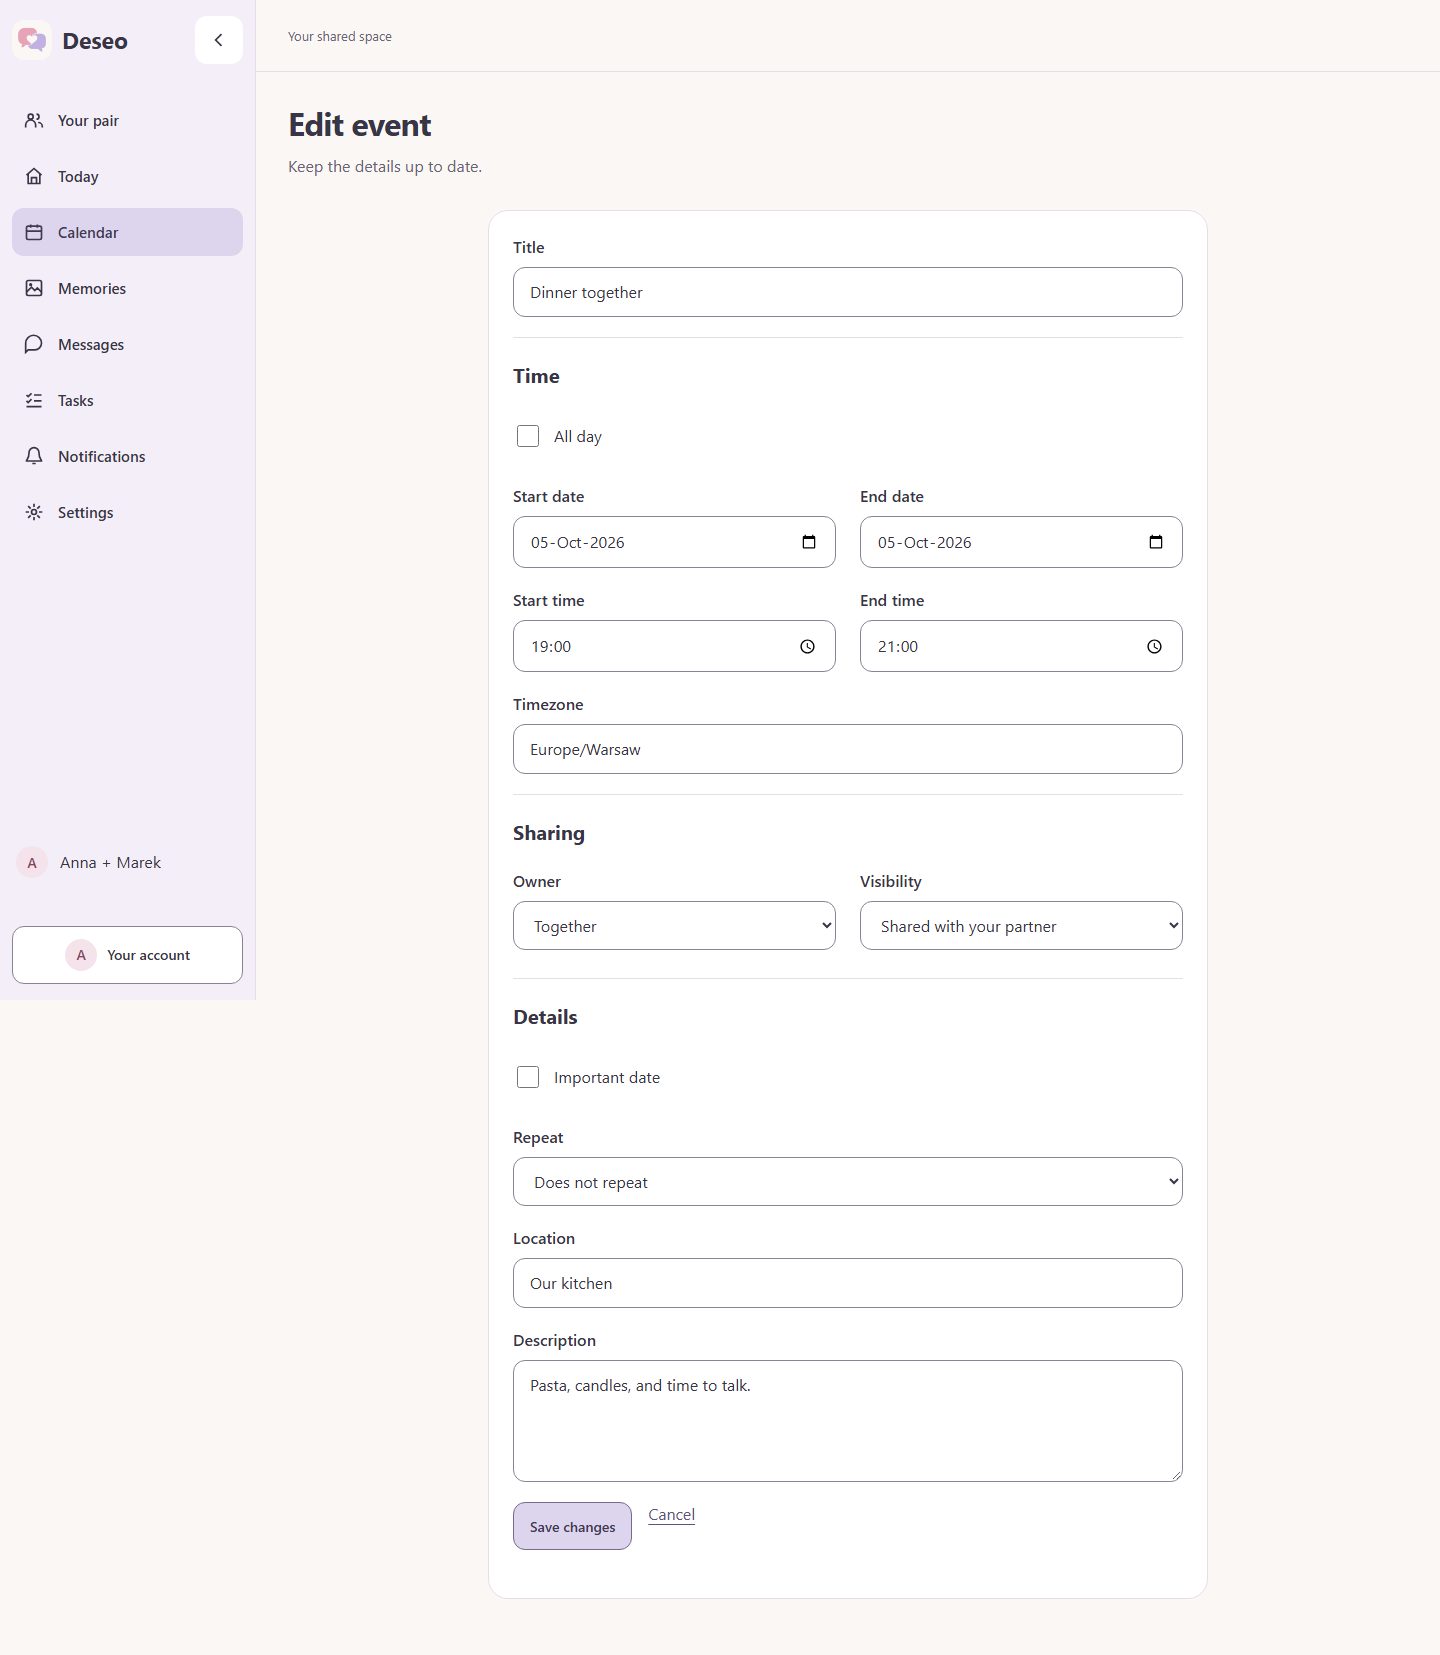 Deseo
Your shared space
Your pair
Today
Calendar
Memories
Messages
Tasks
Notifications
Settings
A Anna + Marek
A Your account
Edit event
Keep the details up to date.
Title
Dinner together
Time
All day
Start date End date
05-Oct-2026 05-Oct-2026
Start time End time
19:00 21:00
Timezone
Europe/Warsaw
Sharing
Owner Visibility
Together Shared with your partner
Details
Important date
Repeat
Does not repeat
Location
Our kitchen
Description
Pasta, candles, and time to talk.
Save changes Cancel